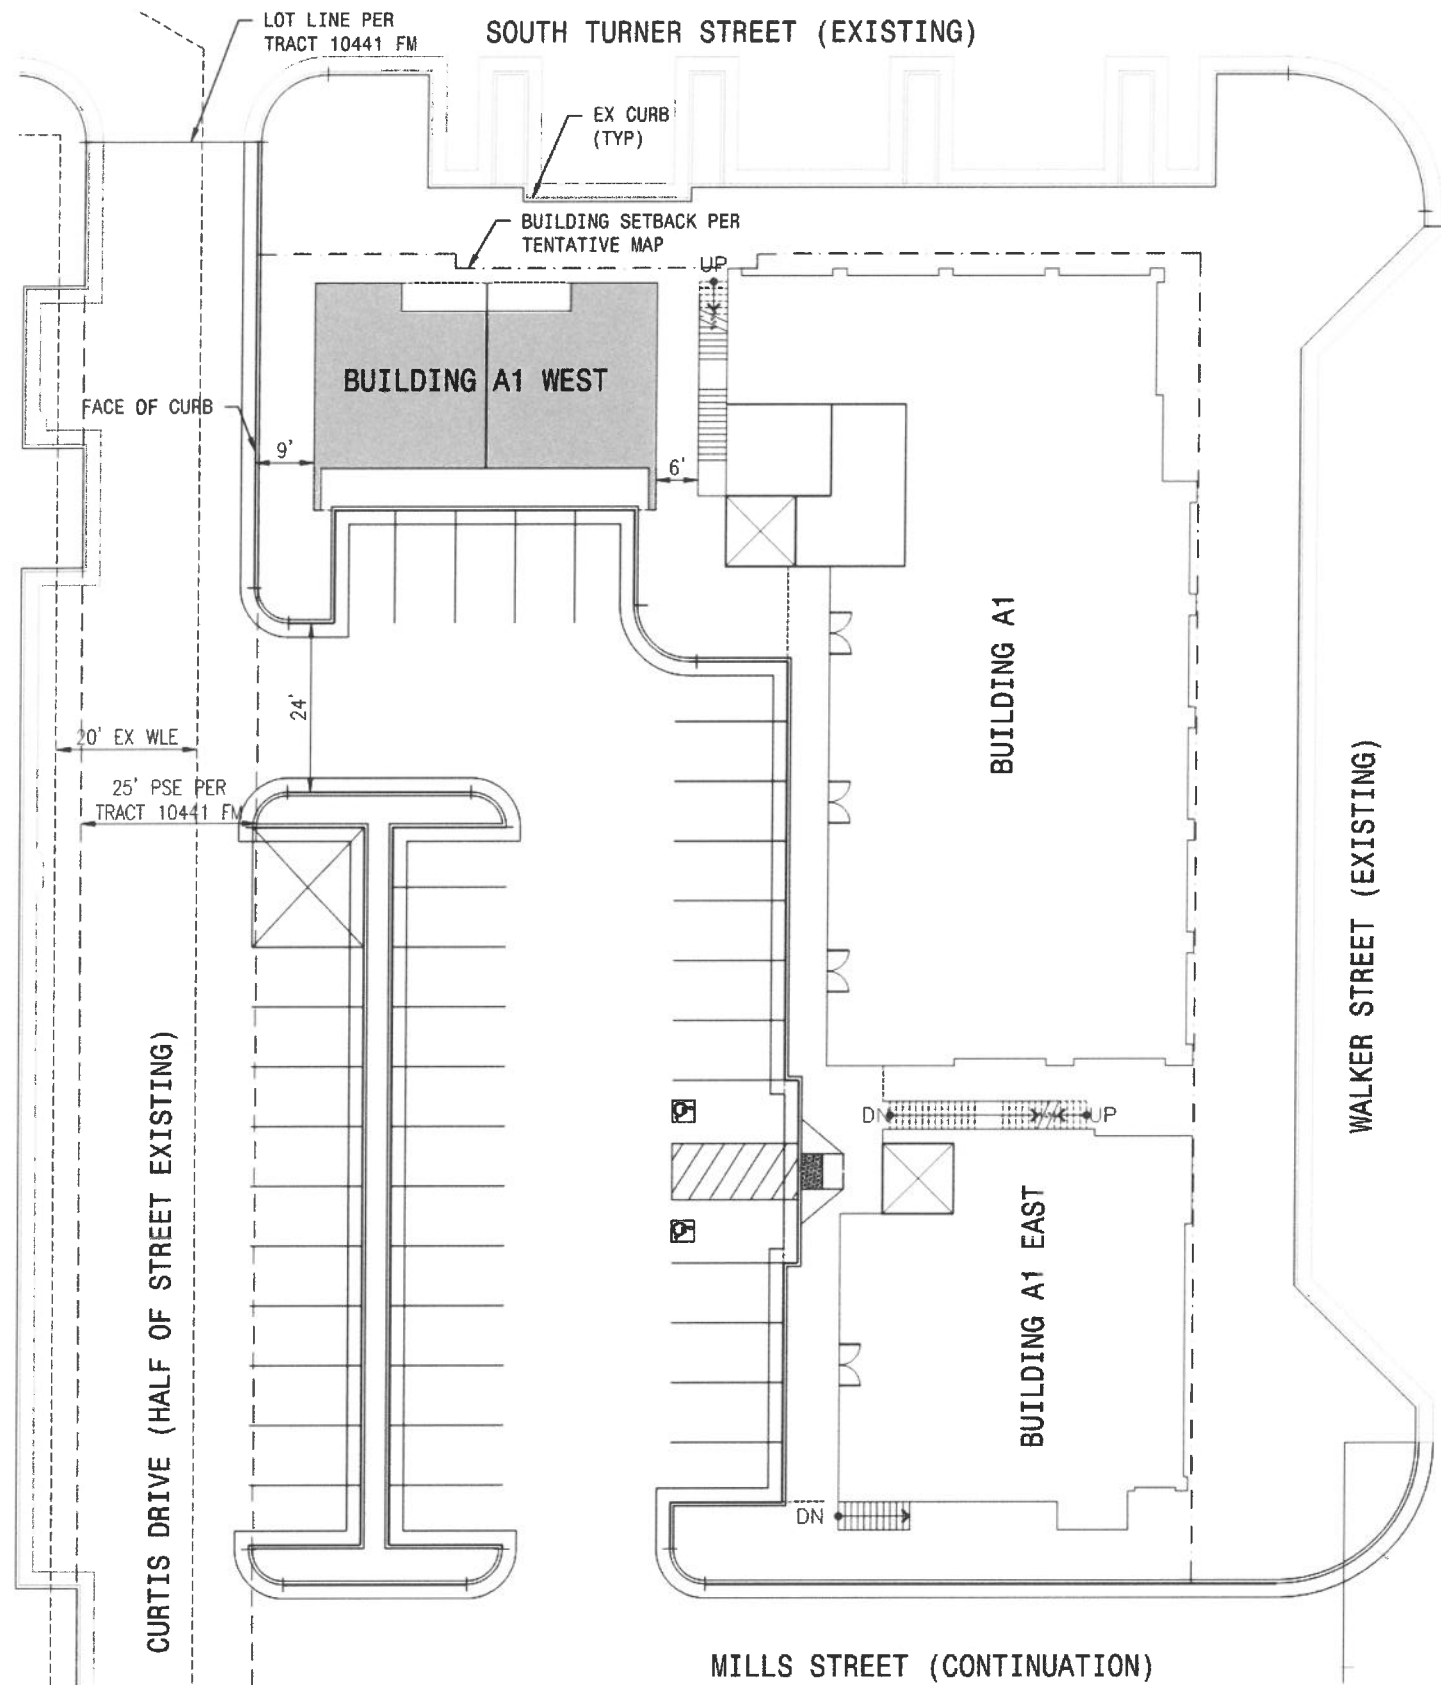 LOT LINE PER
TRACT 10441 FM
SOUTH TURNER STREET (EXISTING)
EX CURB
(TYP)
BUILDING SETBACK PER
TENTATIVE MAP
UP
BUILDING A1 WEST
FACE OF CURB
9'
6'
24'
BUILDING A1
20' EX WLE
25' PSE PER
TRACT 10441 FM
WALKER STREET (EXISTING)
CURTIS DRIVE (HALF OF STREET EXISTING)
DN
UP
BUILDING A1 EAST
DN
MILLS STREET (CONTINUATION)